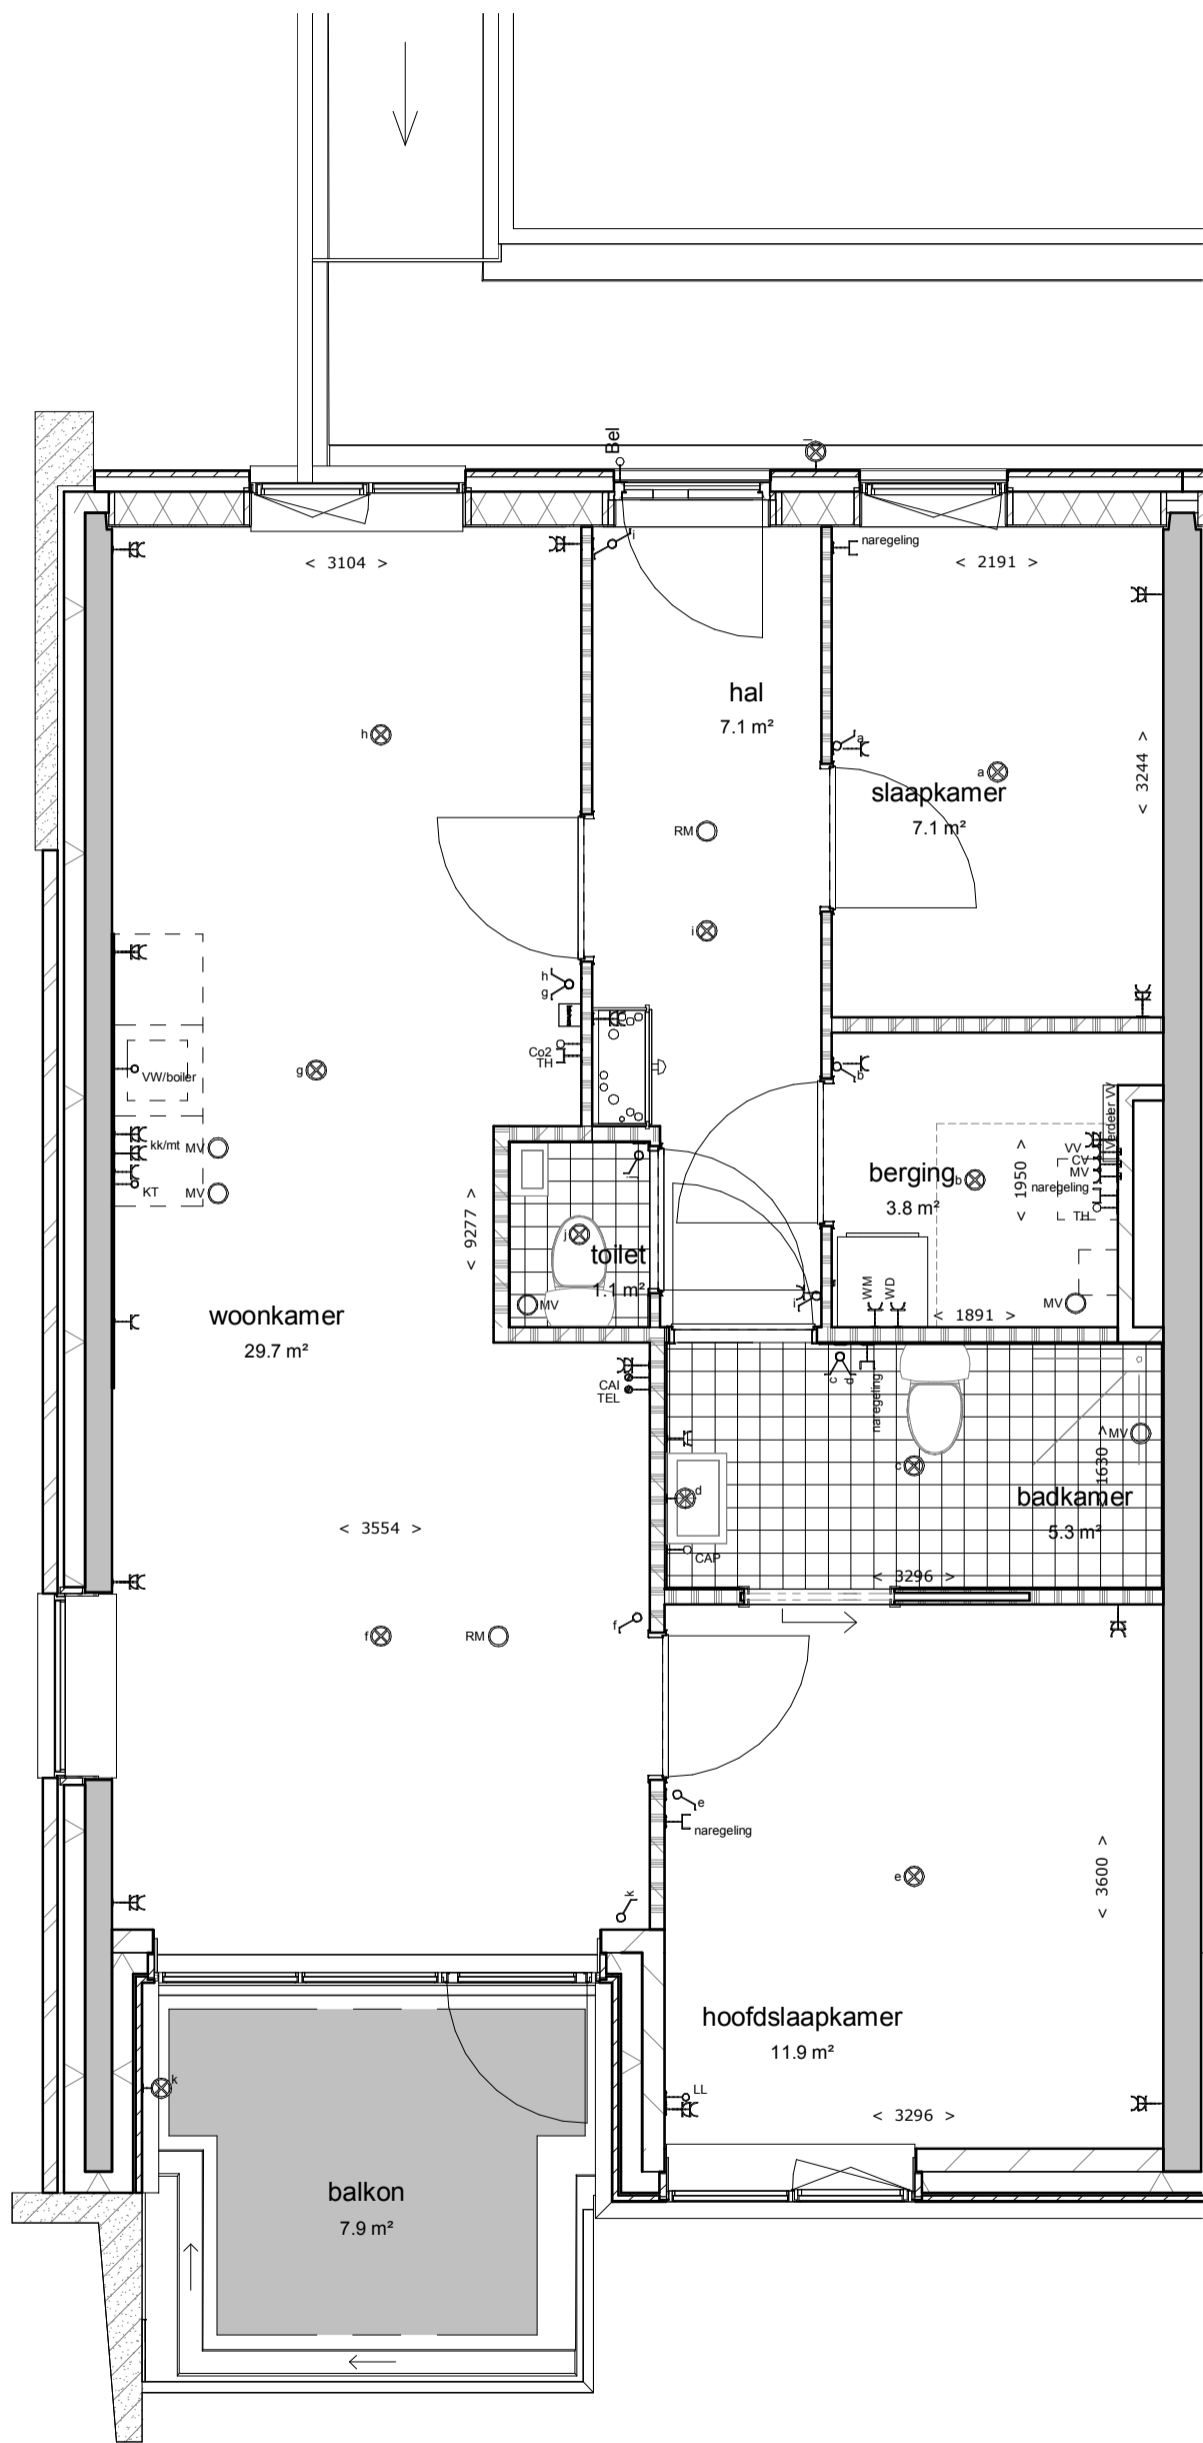 Bel
i
i
< 3104 >
naregeling
< 2191 >
hal
7.1 m²
h
a
a
< 3244 >
slaapkamer
7.1 m²
RM
i
h
g
Co2
TH
g
VW/boiler
b
Verdeler VV
kk/mt
MV
KT
MV
VV
CV
MV
naregeling
TH
< 1950 >
berging
b
3.8 m²
j
< 9277 >
j
toilet
1.1 m²
MV
i
WM
WD
MV
< 1891 >
woonkamer
29.7 m²
CAI
TEL
c
d
naregeling
c
MV
< 1630 >
badkamer
5.3 m²
d
CAP
< 3296 >
< 3554 >
f
f
RM
e
naregeling
e
< 3600 >
k
hoofdslaapkamer
11.9 m²
k
LL
< 3296 >
balkon
7.9 m²